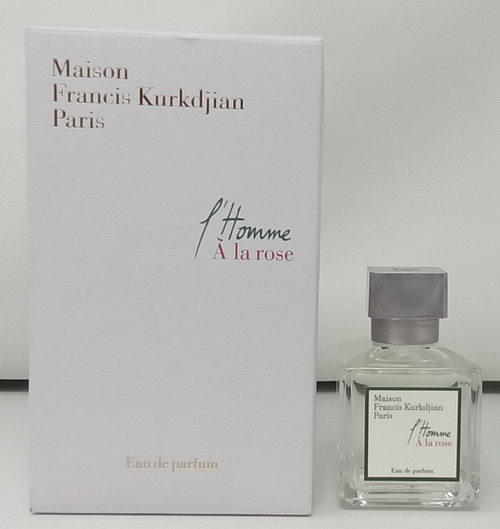 Maison
Francis Kurkdjian
Paris
l'Homme
À la rose
Eau de parfum
Maison
Francis Kurkdjian
Paris
l'Homme
À la rose
Eau de parfum